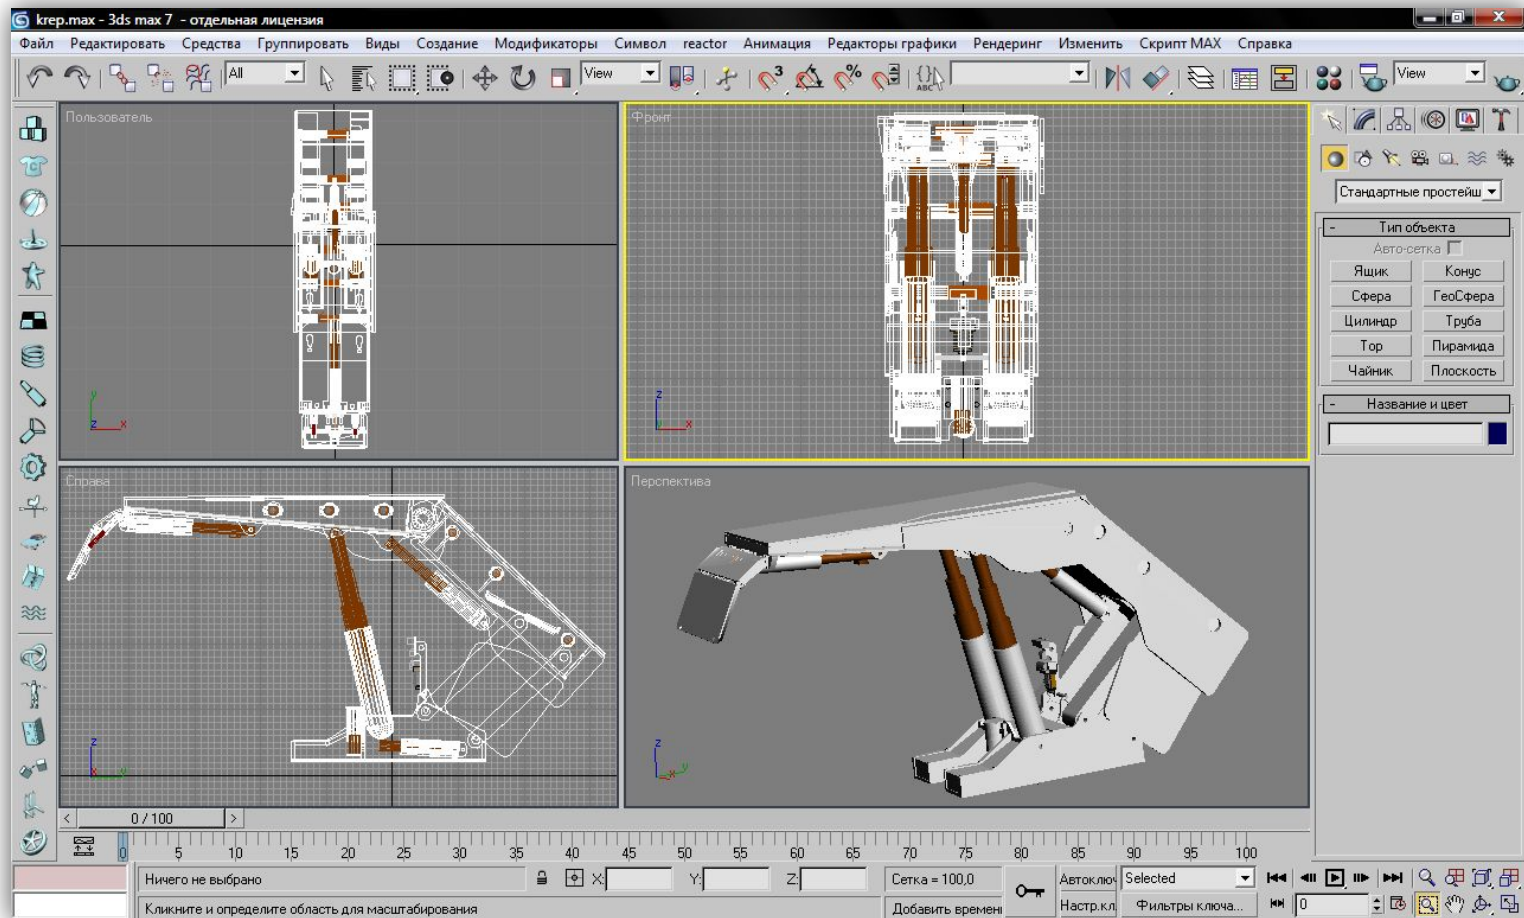 krep.max - 3ds max 7 - отдельная лицензия
Файл Редактировать Средства Группировать Виды Создание Модификаторы Символ reactor Анимация Редакторы графики Рендеринг Изменить Скрипт MAX Справка
All View 3 % ABC View
Пользователь
Фронт
Стандартные простейш
- Тип объекта
Авто-сетка
Ящик Конус
Сфера ГеоСфера
Цилиндр Труба
Тор Пирамида
Чайник Плоскость
- Название и цвет
y z x
z x
Справа
Перспектива
z x y
z x y
< 0 / 100 >
0 5 10 15 20 25 30 35 40 45 50 55 60 65 70 75 80 85 90 95 100
Ничего не выбрано X: Y: Z: Сетка = 100,0 Автоключ Selected
Кликните и определите область для масштабирования Добавить времен Настр.кл. Фильтры ключа... 0